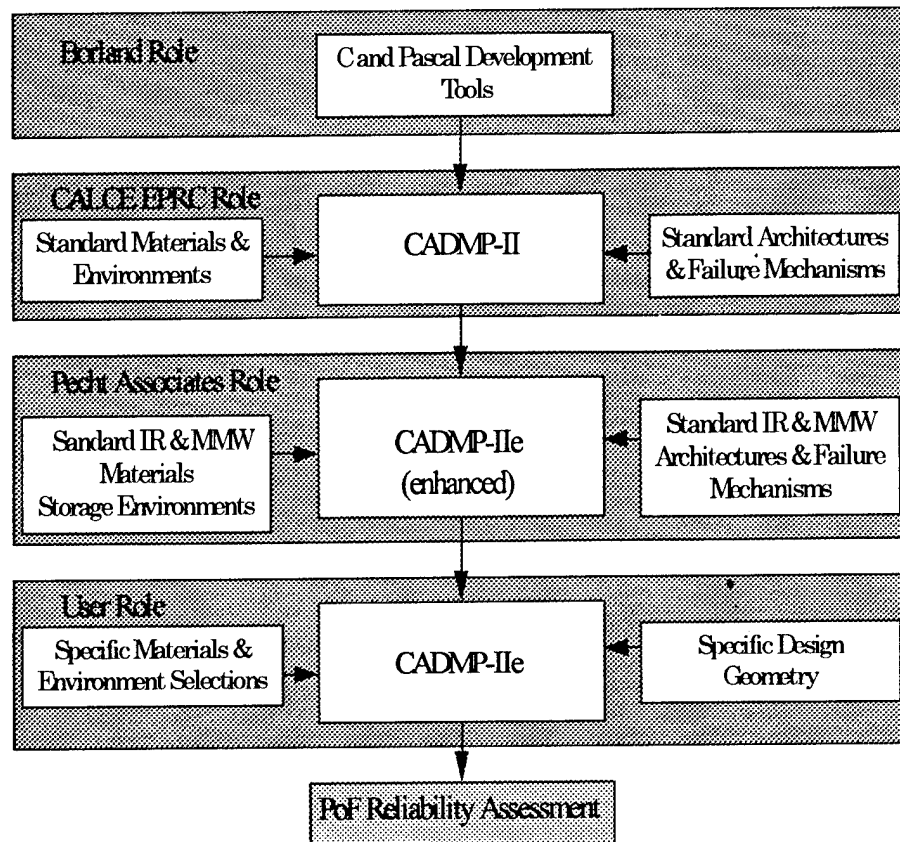 Borland Role
C and Pascal Development
Tools
CALCE EPRC Role
Standard Materials &
Environments
CADMP-II
Standard Architectures
& Failure Mechanisms
Pecht Associates Role
Sandard IR & MMW
Materials
Storage Environments
CADMP-IIe
(enhanced)
Standard IR & MMW
Architectures & Failure
Mechanisms
User Role
Specific Materials &
Environment Selections
CADMP-IIe
Specific Design
Geometry
PoF Reliability Assessment